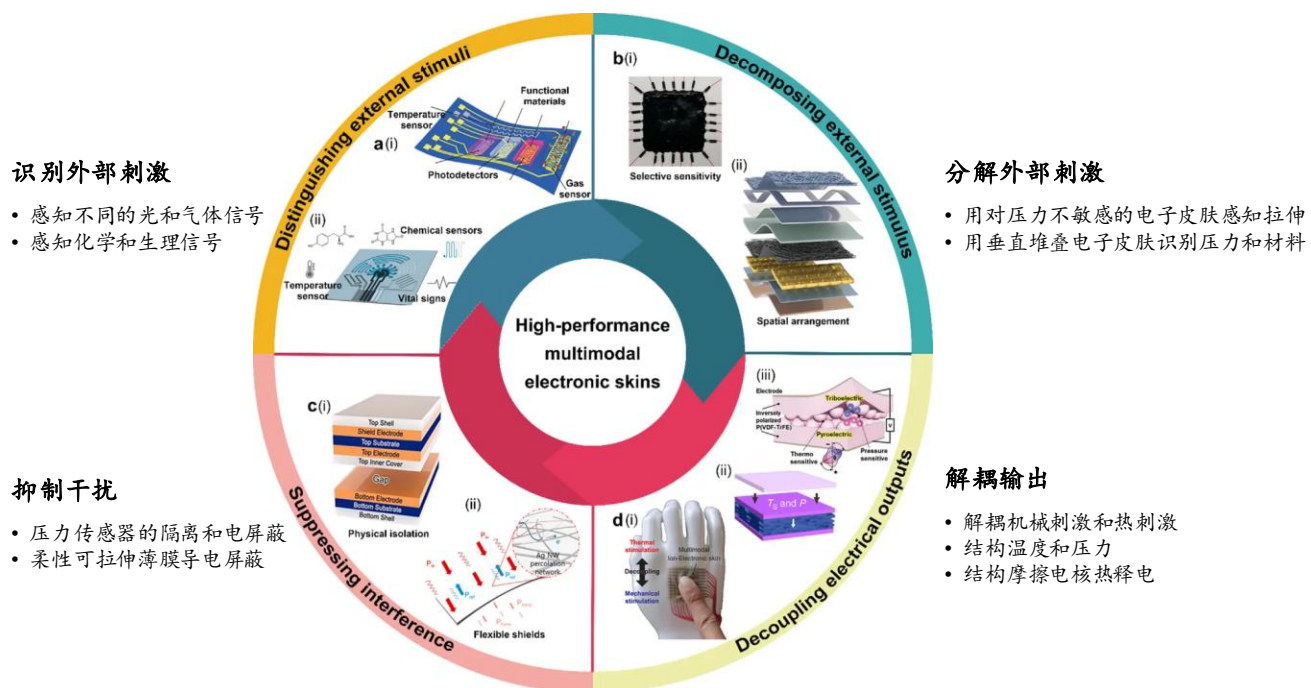 Distinguishing external stimuli
Decomposing external stimulus
识别外部刺激
• 感知不同的光和气体信号
• 感知化学和生理信号
a(i)
Temperature
sensor
Functional
materials
Photodetectors
Gas
sensor
(ii)
Chemical sensors
Temperature
sensor
Vital signs
b(i)
Selective sensitivity
(ii)
Spatial arrangement
分解外部刺激
• 用对压力不敏感的电子皮肤感知拉伸
• 用垂直堆叠电子皮肤识别压力和材料
High-performance
multimodal
electronic skins
抑制干扰
• 压力传感器的隔离和电屏蔽
• 柔性可拉伸薄膜导电屏蔽
c(i)
Top Shell
Shield Electrode
Top Substrate
Top Electrode
Top Inner Cover
Gap
Bottom Electrode
Bottom Substrate
Bottom Shell
Physical isolation
(ii)
Ag NW
percolation
network
Flexible shields
Suppressing interference
(iii)
Electrode
Inversely
polarized
P(VDF-TrFE)
Triboelectric
Pyroelectric
V
Thermo
sensitive
Pressure
sensitive
(ii)
T₀ and P
d(i)
Thermal
stimulation
Decoupling
Mechanical
stimulation
Multimodal
Ion-Electronic skin
Decoupling electrical outputs
解耦输出
• 解耦机械刺激和热刺激
• 结构温度和压力
• 结构摩擦电核热释电